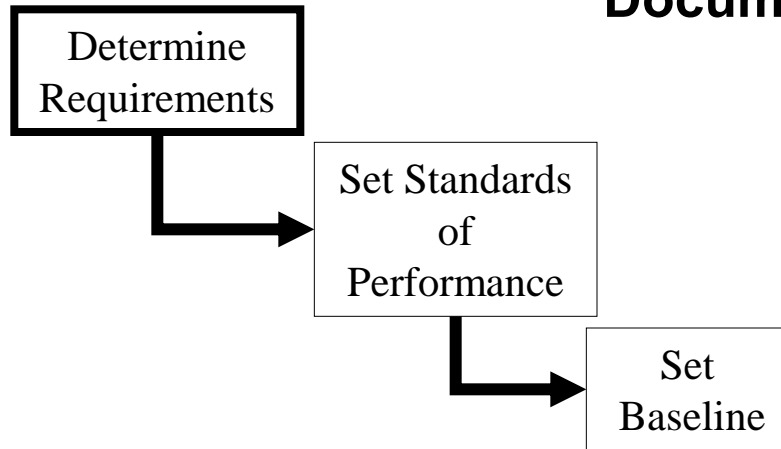 Determine
Requirements
Set Standards
of
Performance
Set
Baseline